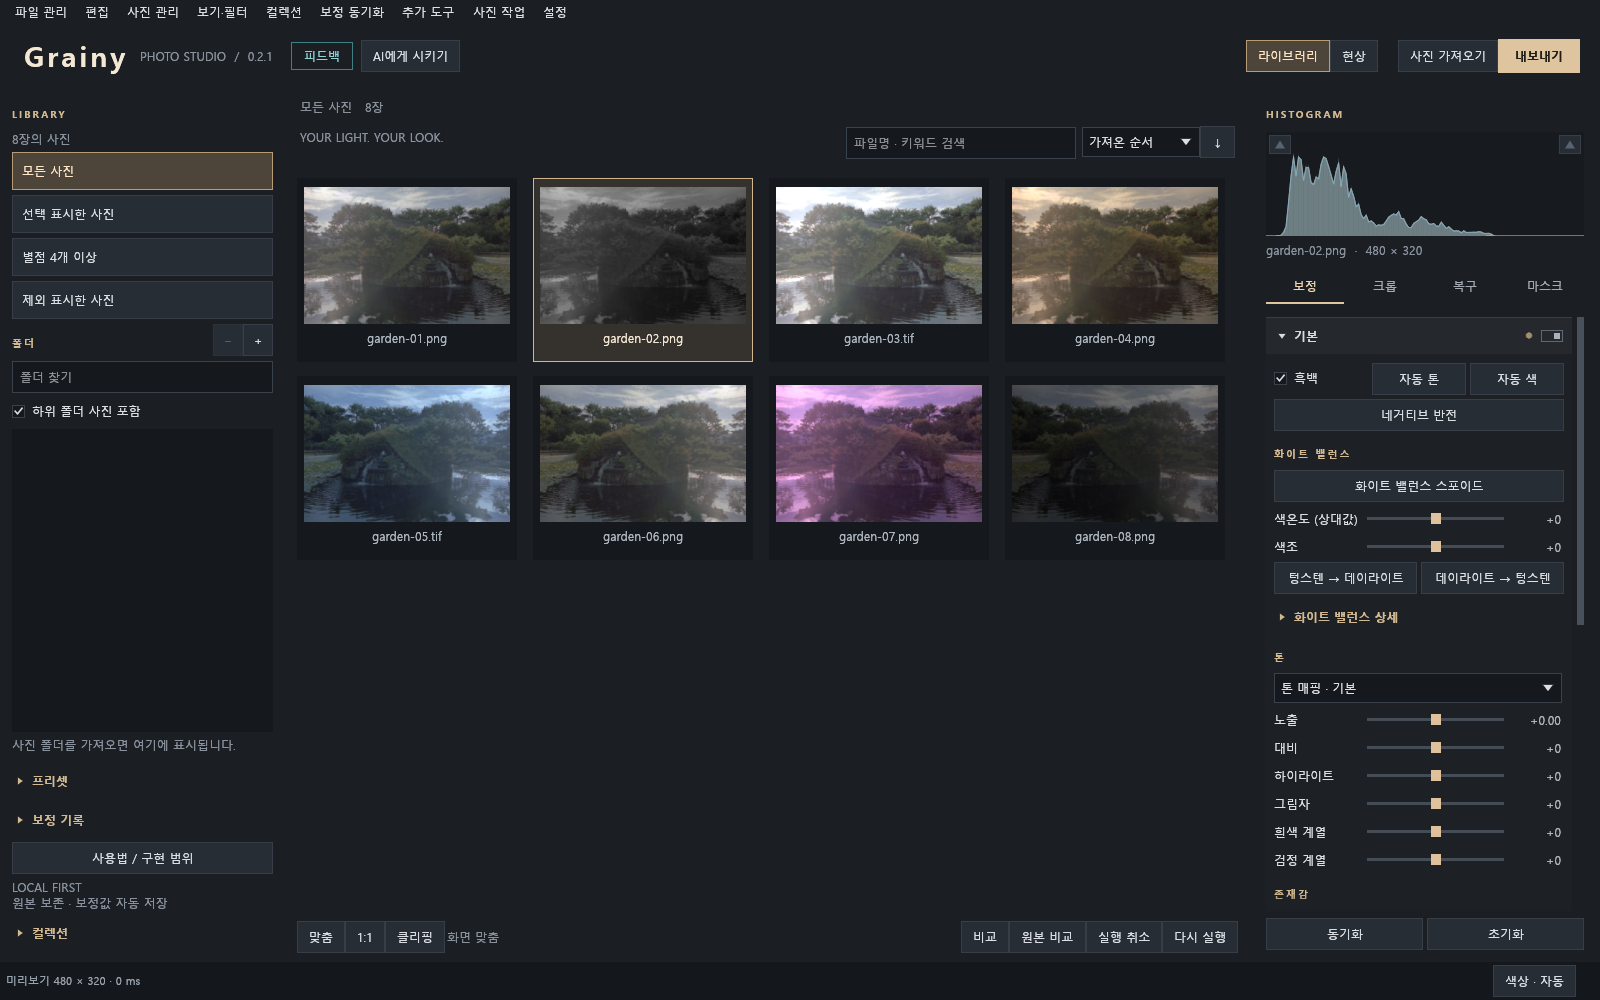 파일 관리 편집 사진 관리 보기·필터 컬렉션 보정 동기화 추가 도구 사진 작업 설정
Grainy PHOTO STUDIO / 0.2.1 피드백 AI에게 시키기 라이브러리 현상 사진 가져오기 내보내기
LIBRARY
8장의 사진
모든 사진
선택 표시한 사진
별점 4개 이상
제외 표시한 사진
폴더 − +
폴더 찾기
하위 폴더 사진 포함
사진 폴더를 가져오면 여기에 표시됩니다.
프리셋
보정 기록
사용법 / 구현 범위
LOCAL FIRST
원본 보존 · 보정값 자동 저장
컬렉션
모든 사진 8장
YOUR LIGHT. YOUR LOOK.
파일명 · 키워드 검색 가져온 순서 ↓
garden-01.png garden-02.png garden-03.tif garden-04.png
garden-05.tif garden-06.png garden-07.png garden-08.png
맞춤 1:1 클리핑 화면 맞춤 비교 원본 비교 실행 취소 다시 실행
HISTOGRAM
garden-02.png · 480 × 320
보정 크롭 복구 마스크
기본
흑백 자동 톤 자동 색
네거티브 반전
화이트 밸런스
화이트 밸런스 스포이드
색온도 (상대값) +0
색조 +0
텅스텐 → 데이라이트 데이라이트 → 텅스텐
화이트 밸런스 상세
톤
톤 매핑 · 기본
노출 +0.00
대비 +0
하이라이트 +0
그림자 +0
흰색 계열 +0
검정 계열 +0
존재감
동기화 초기화
미리보기 480 × 320 · 0 ms 색상 · 자동